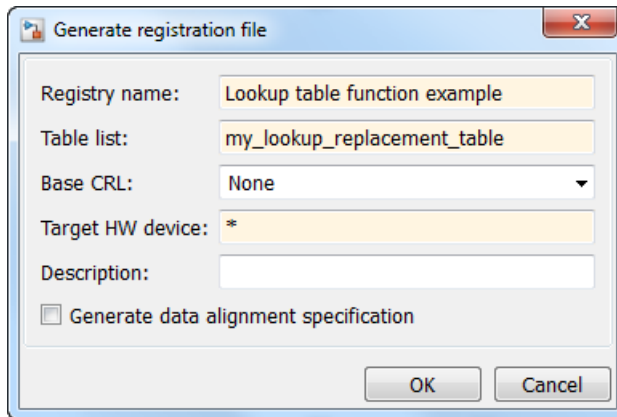 Generate registration file
Registry name: Lookup table function example
Table list: my_lookup_replacement_table
Base CRL: None
Target HW device: *
Description:
Generate data alignment specification
OK Cancel